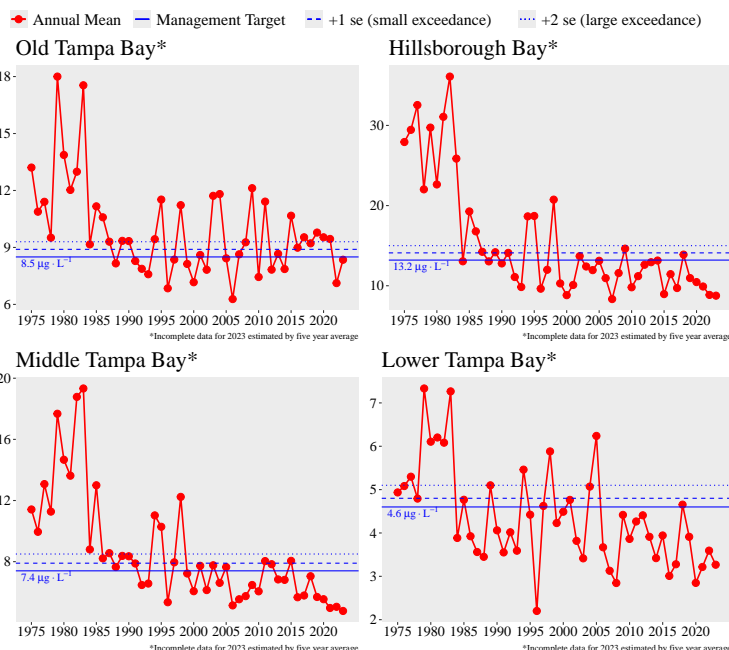 Annual Mean Management Target +1 se (small exceedance) +2 se (large exceedance)
Old Tampa Bay*
18
15
12
9
6
8.5 μg · L⁻¹
1975 1980 1985 1990 1995 2000 2005 2010 2015 2020
*Incomplete data for 2023 estimated by five year average
Hillsborough Bay*
30
20
10
13.2 μg · L⁻¹
1975 1980 1985 1990 1995 2000 2005 2010 2015 2020
*Incomplete data for 2023 estimated by five year average
Middle Tampa Bay*
20
16
12
8
7.4 μg · L⁻¹
1975 1980 1985 1990 1995 2000 2005 2010 2015 2020
*Incomplete data for 2023 estimated by five year average
Lower Tampa Bay*
7
6
5
4
3
2
4.6 μg · L⁻¹
1975 1980 1985 1990 1995 2000 2005 2010 2015 2020
*Incomplete data for 2023 estimated by five year average